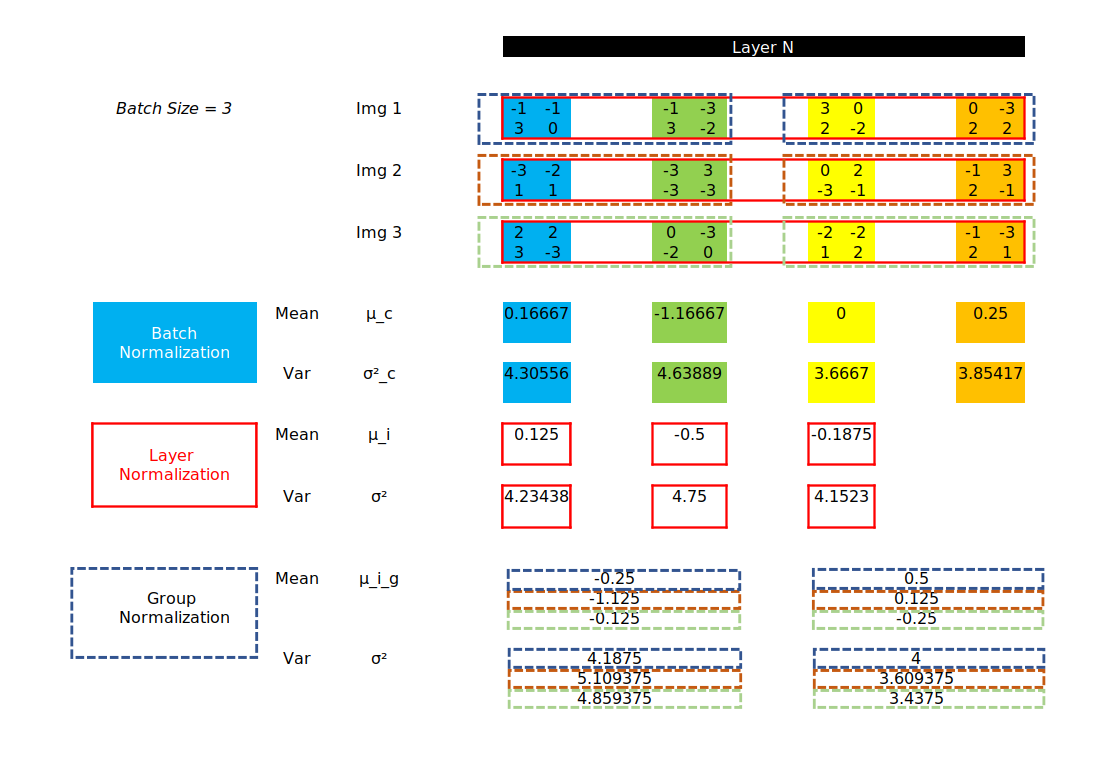 Layer N
Batch Size = 3
Img 1
-1 -1 -1 -3 3 0 0 -3
3 0 3 -2 2 -2 2 2
Img 2
-3 -2 -3 3 0 2 -1 3
1 1 -3 -3 -3 -1 2 -1
Img 3
2 2 0 -3 -2 -2 -1 -3
3 -3 -2 0 1 2 2 1
Batch
Normalization
Mean μ_c 0.16667 -1.16667 0 0.25
Var σ²_c 4.30556 4.63889 3.6667 3.85417
Layer
Normalization
Mean μ_i 0.125 -0.5 -0.1875
Var σ² 4.23438 4.75 4.1523
Group
Normalization
Mean μ_i_g -0.25 0.5
-1.125 0.125
-0.125 -0.25
Var σ² 4.1875 4
5.109375 3.609375
4.859375 3.4375